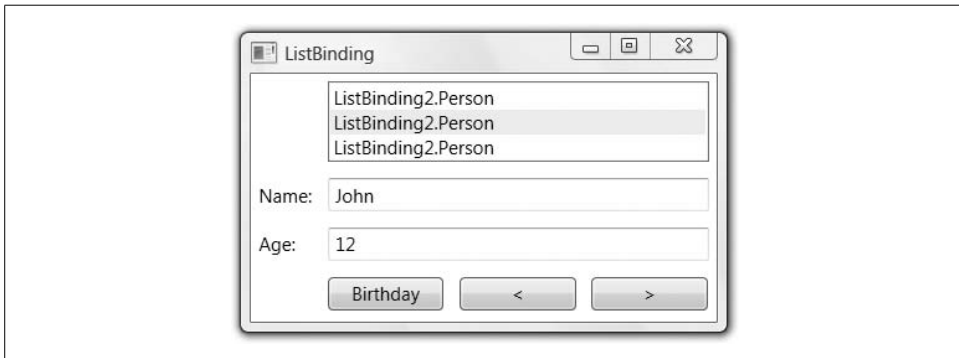 ListBinding
ListBinding2.Person
ListBinding2.Person
ListBinding2.Person
Name: John
Age: 12
Birthday < >